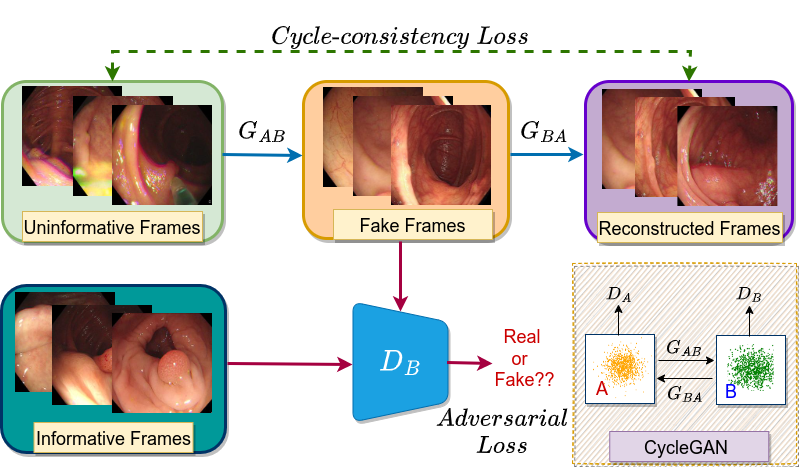 Cycle-consistency Loss
G_{AB}
G_{BA}
Uninformative Frames
Fake Frames
Reconstructed Frames
D_B
Real
or
Fake??
Adversarial
Loss
Informative Frames
D_A
D_B
G_{AB}
G_{BA}
A
B
CycleGAN